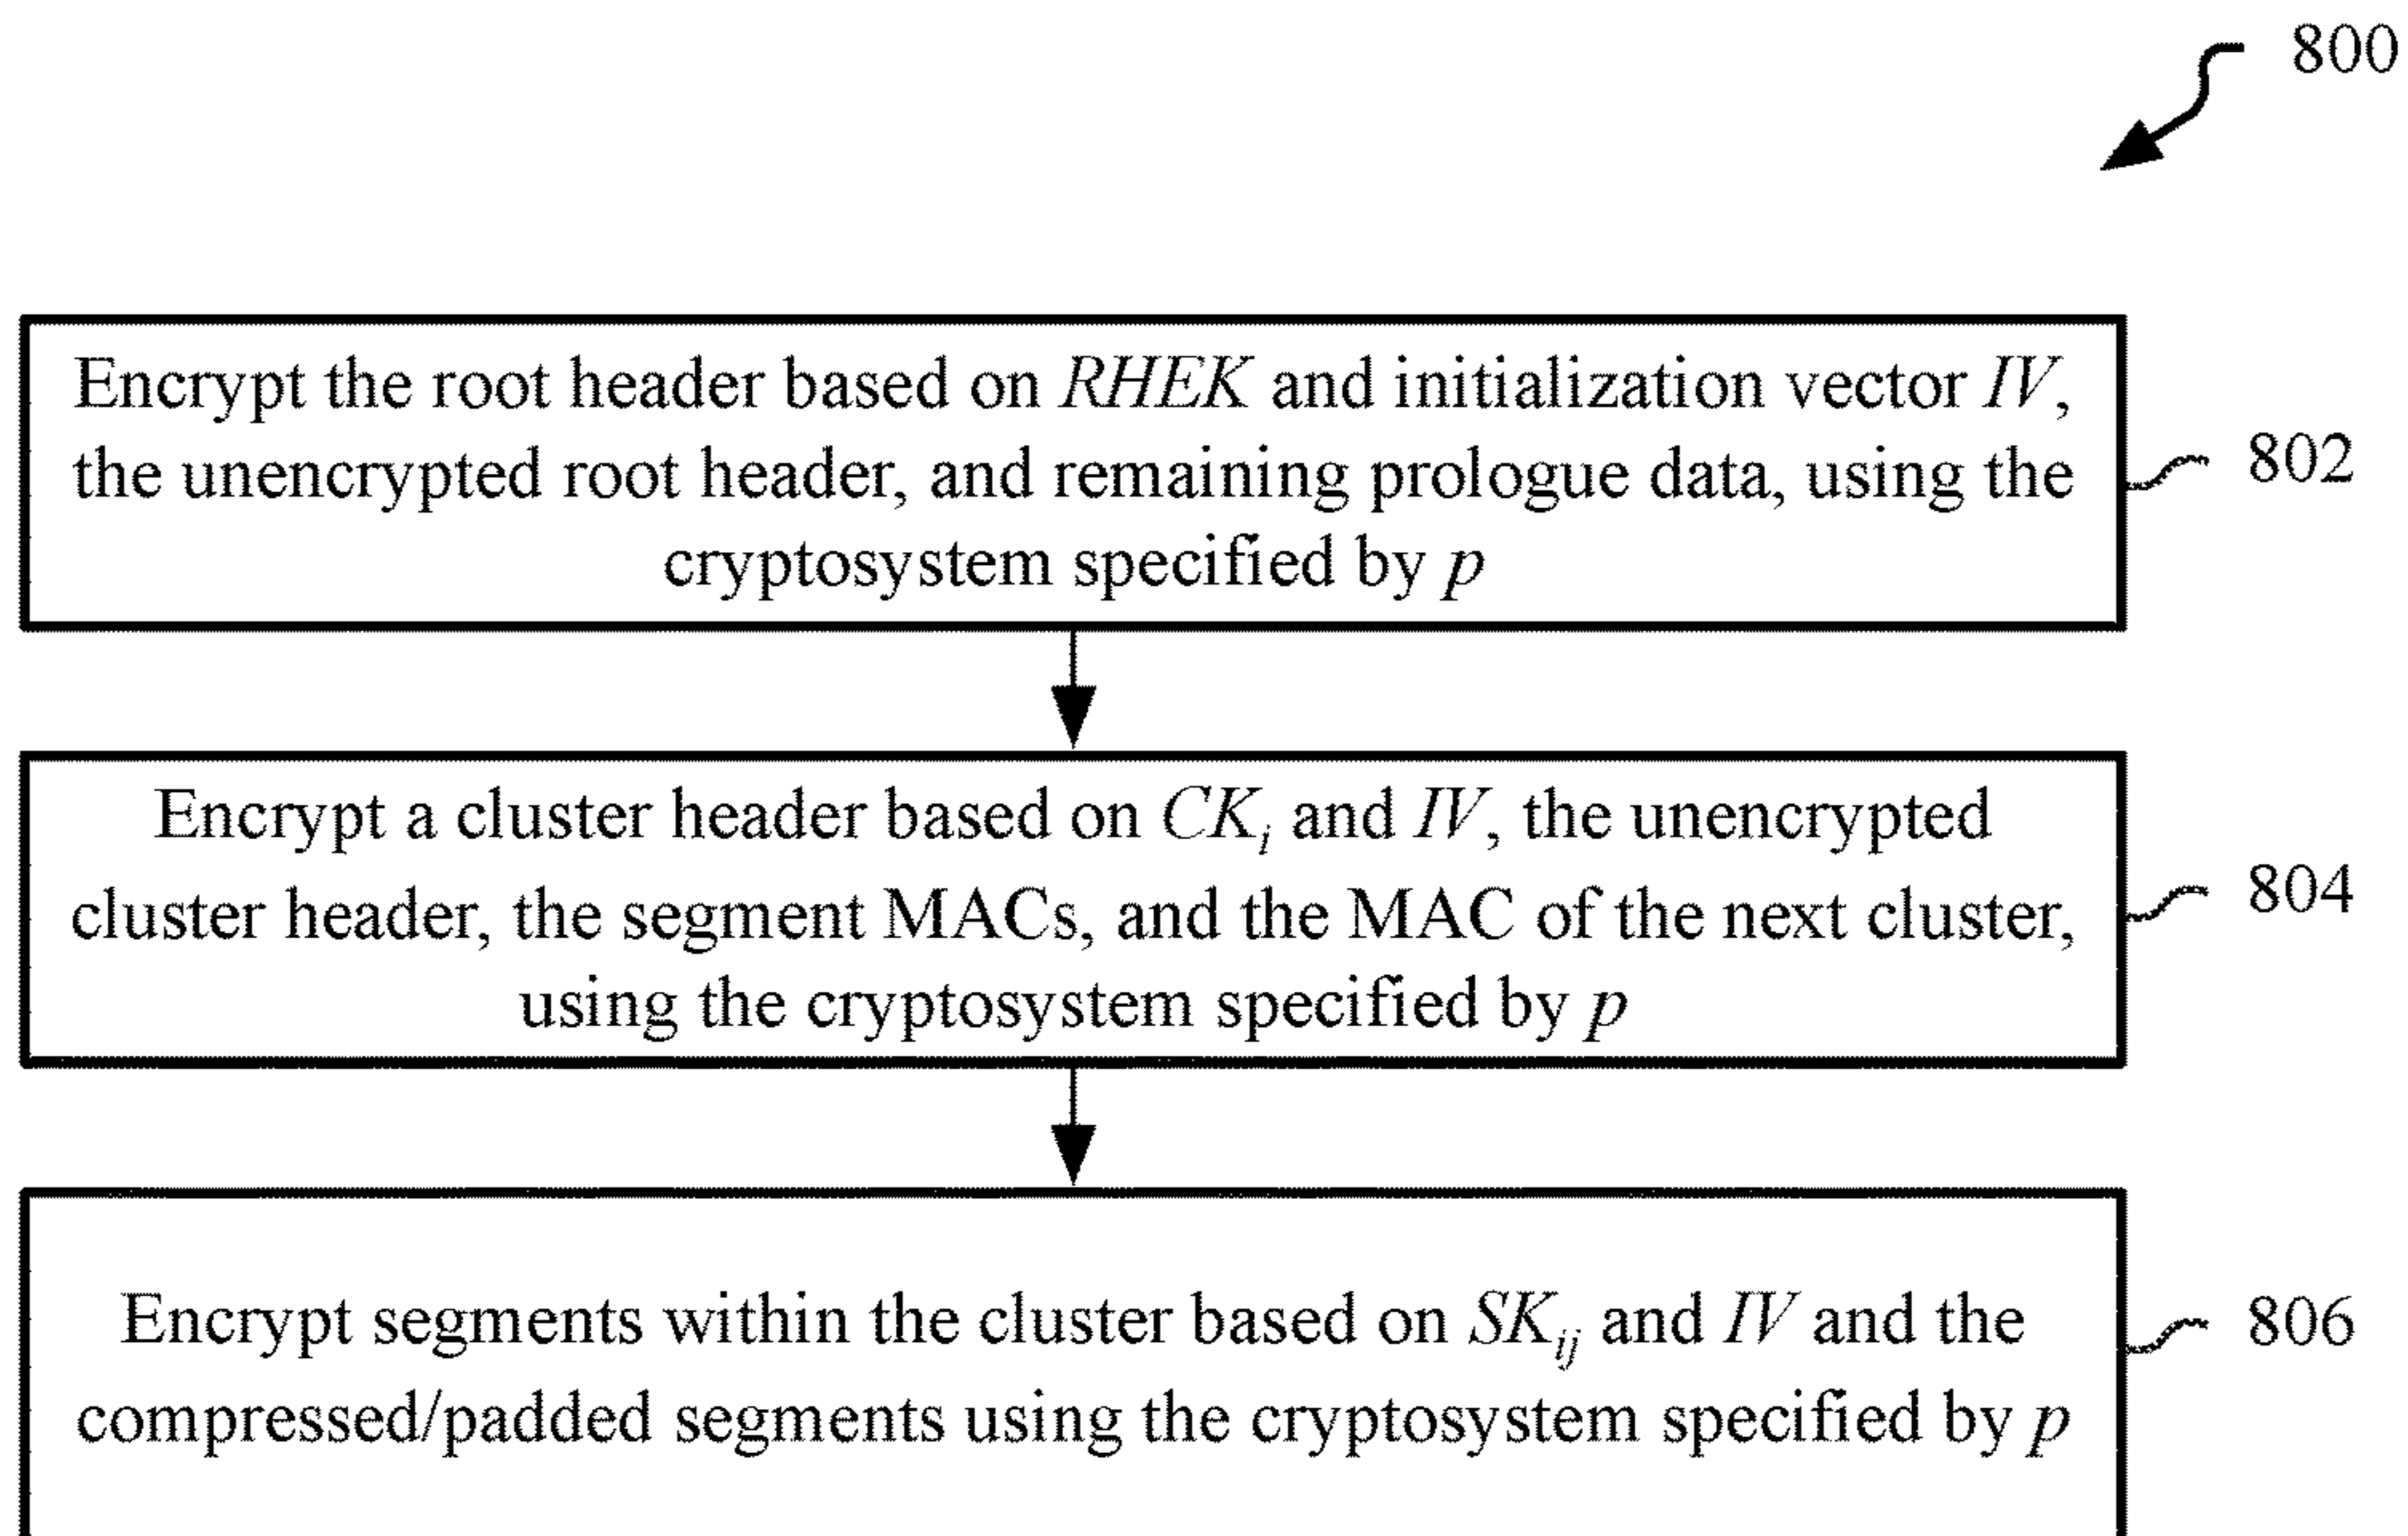 800
Encrypt the root header based on RHEK and initialization vector IV,
the unencrypted root header, and remaining prologue data, using the
cryptosystem specified by p
802
Encrypt a cluster header based on CK_i and IV, the unencrypted
cluster header, the segment MACs, and the MAC of the next cluster,
using the cryptosystem specified by p
804
Encrypt segments within the cluster based on SK_ij and IV and the
compressed/padded segments using the cryptosystem specified by p
806